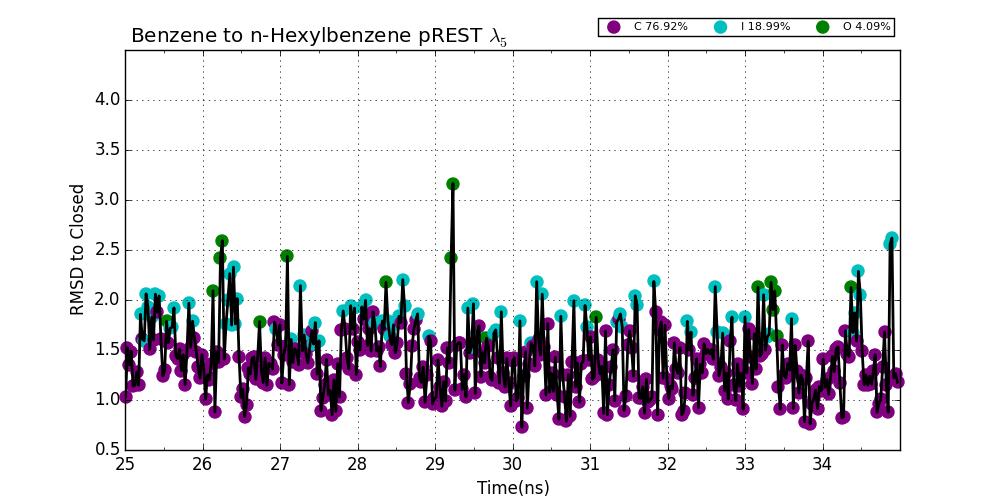 Benzene to n-Hexylbenzene pREST λ5
C 76.92% I 18.99% O 4.09%
RMSD to Closed
4.0
3.5
3.0
2.5
2.0
1.5
1.0
0.5
25 26 27 28 29 30 31 32 33 34
Time(ns)